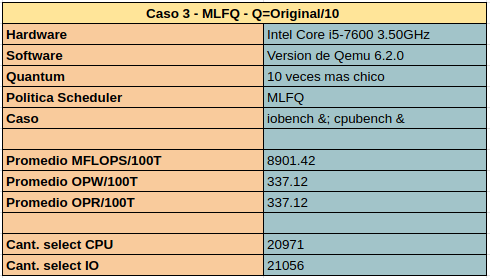 Caso 3 - MLFQ - Q=Original/10
Hardware Intel Core i5-7600 3.50GHz
Software Version de Qemu 6.2.0
Quantum 10 veces mas chico
Politica Scheduler MLFQ
Caso iobench &; cpubench &
Promedio MFLOPS/100T 8901.42
Promedio OPW/100T 337.12
Promedio OPR/100T 337.12
Cant. select CPU 20971
Cant. select IO 21056